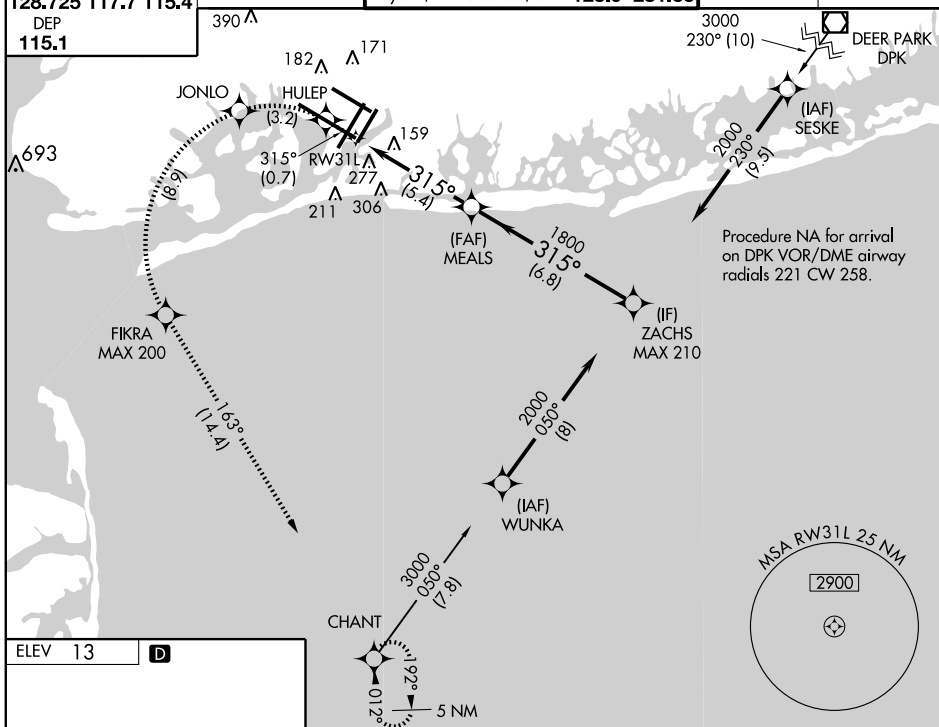 128.725 117.7 115.4
DEP
115.1
390
3000
230° (10)
DEER PARK
DPK
182
171
JONLO
HULEP
(3.2)
(IAF)
SESKE
693
159
315°
(0.7)
RW31L
277
211
306
315°
(5.4)
2000
230°
(9.5)
(8.9)
(FAF)
MEALS
1800
315°
(6.8)
Procedure NA for arrival
on DPK VOR/DME airway
radials 221 CW 258.
FIKRA
MAX 200
(IF)
ZACHS
MAX 210
163°
(14.4)
2000
050°
(8)
(IAF)
WUNKA
3000
050°
(7.8)
MSA RW31L 25 NM
2900
CHANT
192°
012°
5 NM
ELEV 13
D